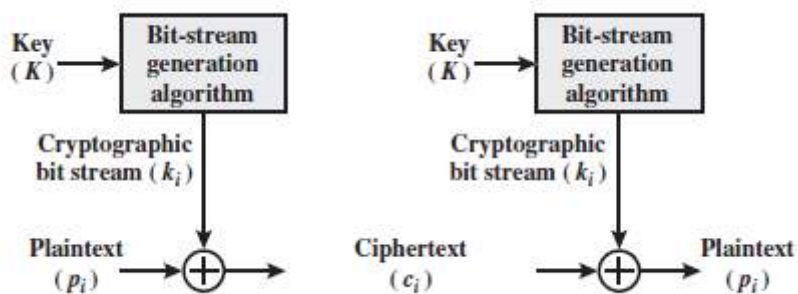 Key
(K)
Bit-stream
generation
algorithm
Cryptographic
bit stream (kᵢ)
Plaintext
(pᵢ)
Ciphertext
(cᵢ)
Key
(K)
Bit-stream
generation
algorithm
Cryptographic
bit stream (kᵢ)
Plaintext
(pᵢ)